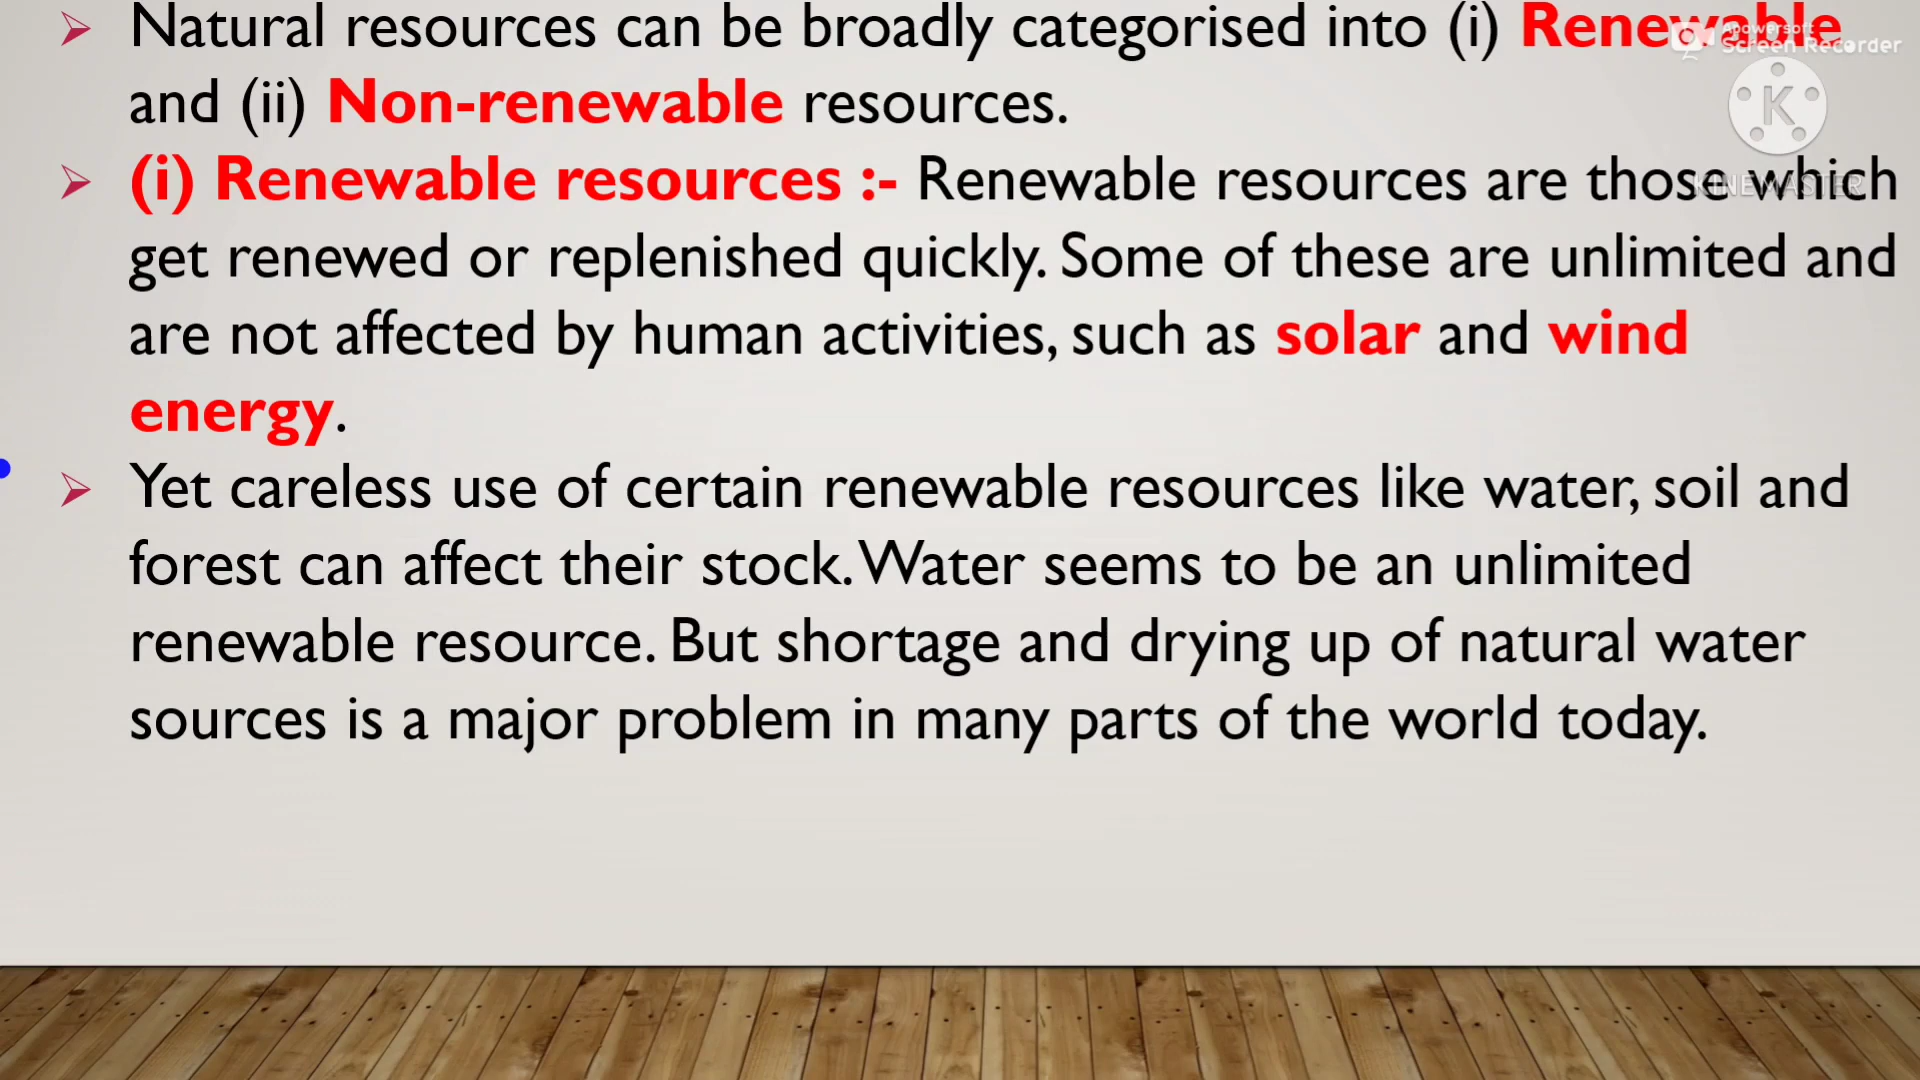 Natural resources can be broadly categorised into (i) Renewable
and (ii) Non-renewable resources.
(i) Renewable resources :- Renewable resources are those which
get renewed or replenished quickly. Some of these are unlimited and
are not affected by human activities, such as solar and wind
energy.
Yet careless use of certain renewable resources like water, soil and
forest can affect their stock. Water seems to be an unlimited
renewable resource. But shortage and drying up of natural water
sources is a major problem in many parts of the world today.
Apowersoft
Screen Recorder
K
KINEMASTER